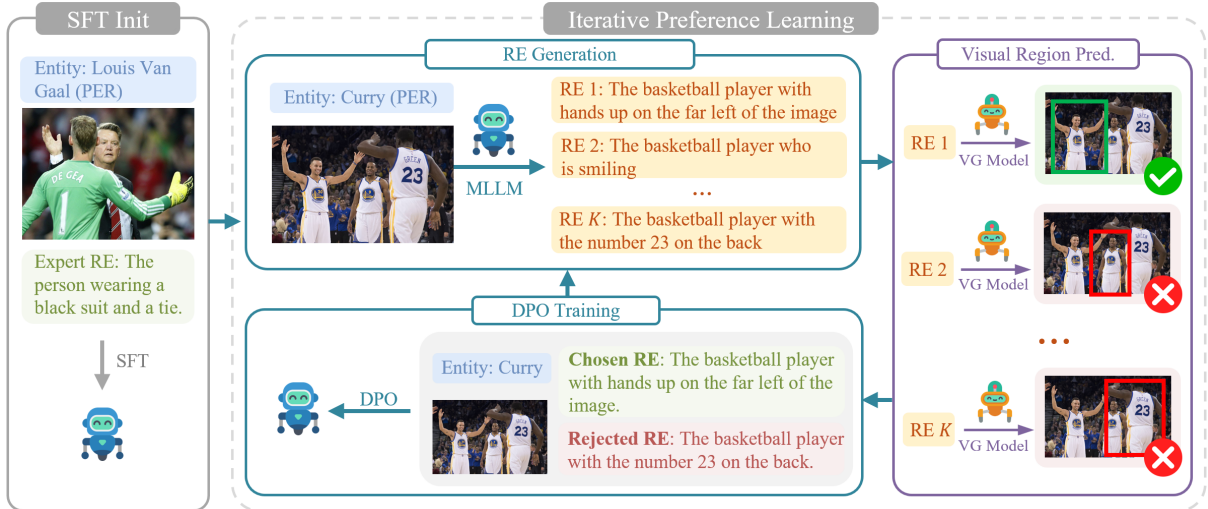 SFT Init
Entity: Louis Van
Gaal (PER)
DE GEA
1
Expert RE: The
person wearing a
black suit and a tie.
SFT
Iterative Preference Learning
RE Generation
Entity: Curry (PER)
GREEN
23
MLLM
RE 1: The basketball player with
hands up on the far left of the image
RE 2: The basketball player who
is smiling
...
RE K: The basketball player with
the number 23 on the back
DPO Training
DPO
Entity: Curry
23
Chosen RE: The basketball player
with hands up on the far left of the
image.
Rejected RE: The basketball player
with the number 23 on the back.
Visual Region Pred.
RE 1
VG Model
23
RE 2
VG Model
23
...
RE K
VG Model
23